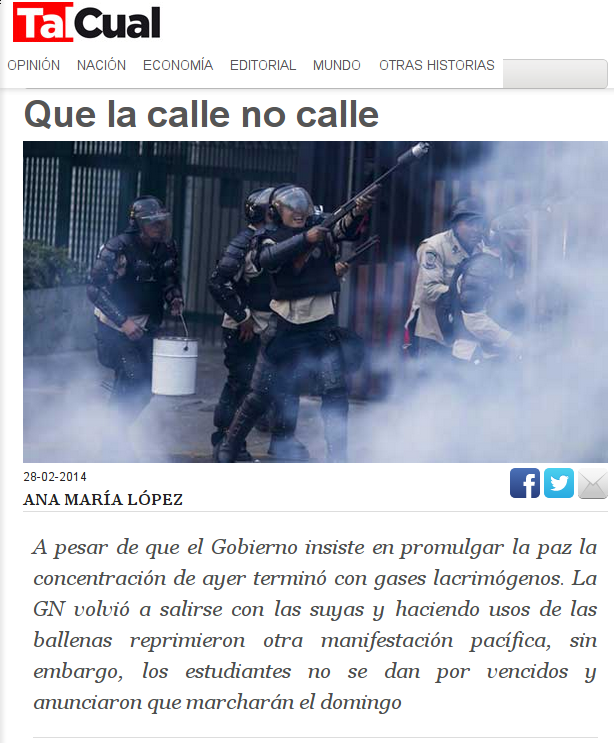 TalCual
OPINIÓN NACIÓN ECONOMÍA EDITORIAL MUNDO OTRAS HISTORIAS
Que la calle no calle
28-02-2014
ANA MARÍA LÓPEZ
A pesar de que el Gobierno insiste en promulgar la paz la
concentración de ayer terminó con gases lacrimógenos. La
GN volvió a salirse con las suyas y haciendo usos de las
ballenas reprimieron otra manifestación pacífica, sin
embargo, los estudiantes no se dan por vencidos y
anunciaron que marcharán el domingo